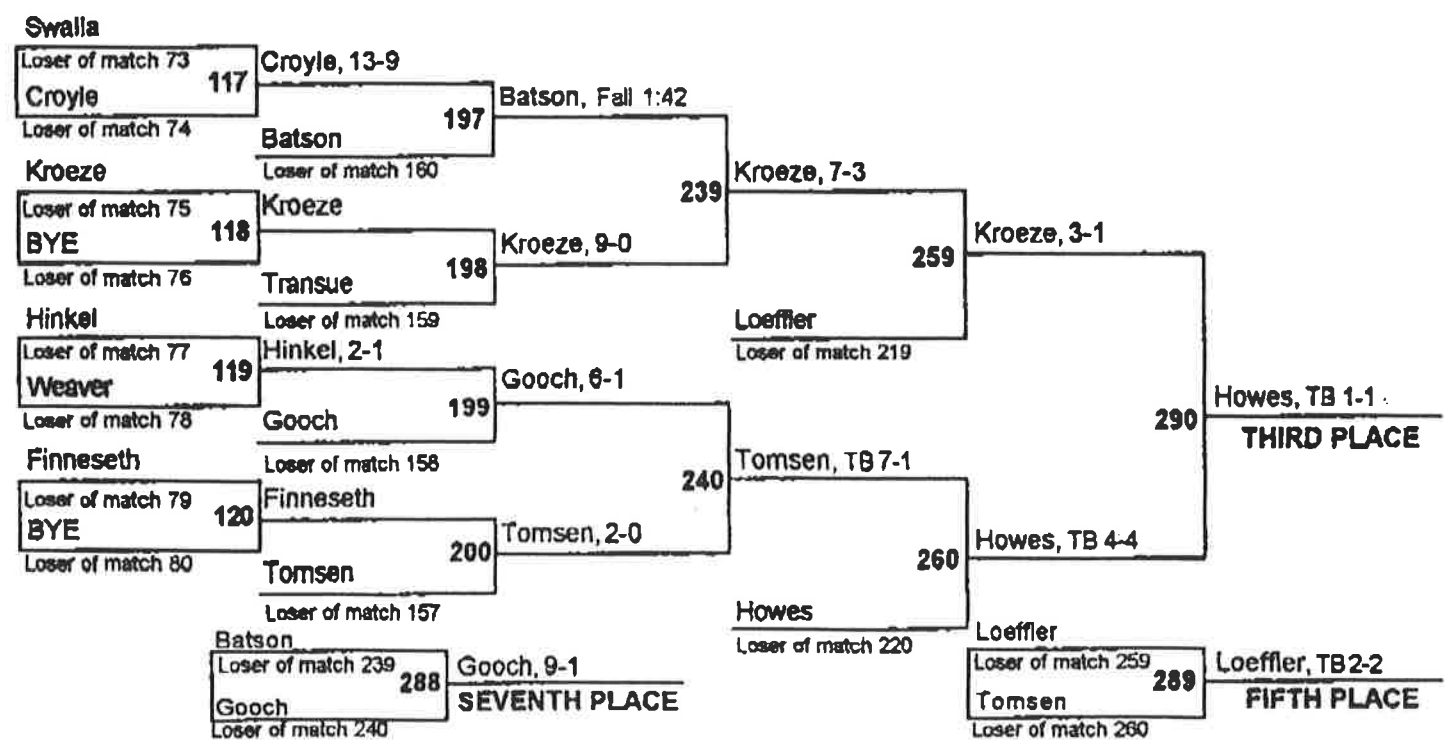 Swalla
Loser of match 73
117
Croyle
Loser of match 74
Croyle, 13-9
197
Batson
Loser of match 160
Batson, Fall 1:42
Kroeze
Loser of match 75
118
BYE
Loser of match 76
Kroeze
198
Transue
Loser of match 159
Kroeze, 9-0
239
Kroeze, 7-3
259
Loeffler
Loser of match 219
Kroeze, 3-1
Hinkel
Loser of match 77
119
Weaver
Loser of match 78
Hinkel, 2-1
199
Gooch
Loser of match 158
Gooch, 6-1
Finneseth
Loser of match 79
120
BYE
Loser of match 80
Finneseth
200
Tomsen
Loser of match 157
Tomsen, 2-0
240
Tomsen, TB 7-1
260
Howes
Loser of match 220
Howes, TB 4-4
290
Howes, TB 1-1
THIRD PLACE
Batson
Loser of match 239
288
Gooch
Loser of match 240
Gooch, 9-1
SEVENTH PLACE
Loeffler
Loser of match 259
289
Tomsen
Loser of match 260
Loeffler, TB 2-2
FIFTH PLACE